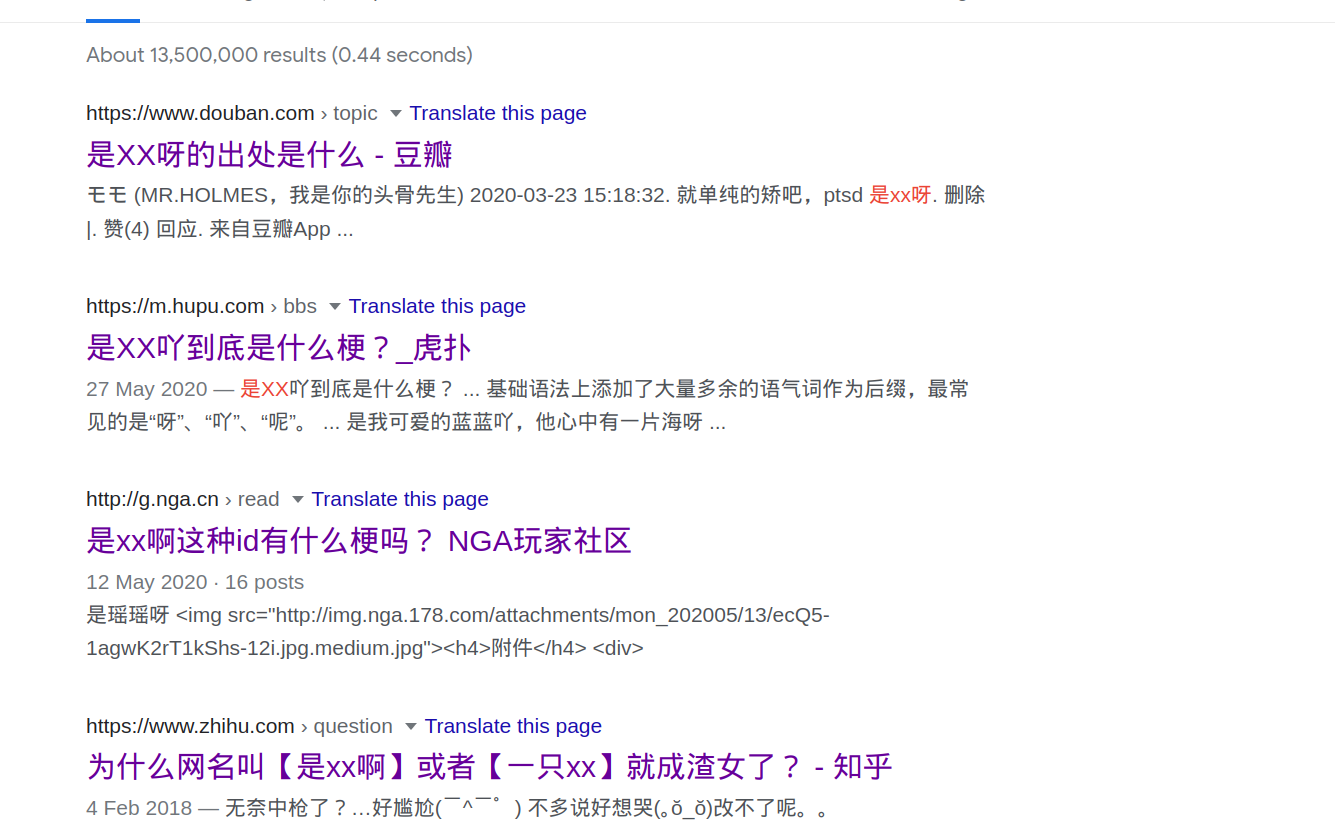 About 13,500,000 results (0.44 seconds)
https://www.douban.com › topic Translate this page
是XX呀的出处是什么 - 豆瓣
モモ (MR.HOLMES，我是你的头骨先生) 2020-03-23 15:18:32. 就单纯的矫吧，ptsd 是xx呀. 删除
|. 赞(4) 回应. 来自豆瓣App ...
https://m.hupu.com › bbs Translate this page
是XX吖到底是什么梗？_虎扑
27 May 2020 — 是XX吖到底是什么梗？ ... 基础语法上添加了大量多余的语气词作为后缀，最常
见的是“呀”、“吖”、“呢”。 ... 是我可爱的蓝蓝吖，他心中有一片海呀 ...
http://g.nga.cn › read Translate this page
是xx啊这种id有什么梗吗？ NGA玩家社区
12 May 2020 · 16 posts
是瑶瑶呀 <img src="http://img.nga.178.com/attachments/mon_202005/13/ecQ5-
1agwK2rT1kShs-12i.jpg.medium.jpg"><h4>附件</h4> <div>
https://www.zhihu.com › question Translate this page
为什么网名叫【是xx啊】或者【一只xx】就成渣女了？ - 知乎
4 Feb 2018 — 无奈中枪了？…好尴尬(￣^￣゜) 不多说好想哭(｡ŏ_ŏ)改不了呢。。